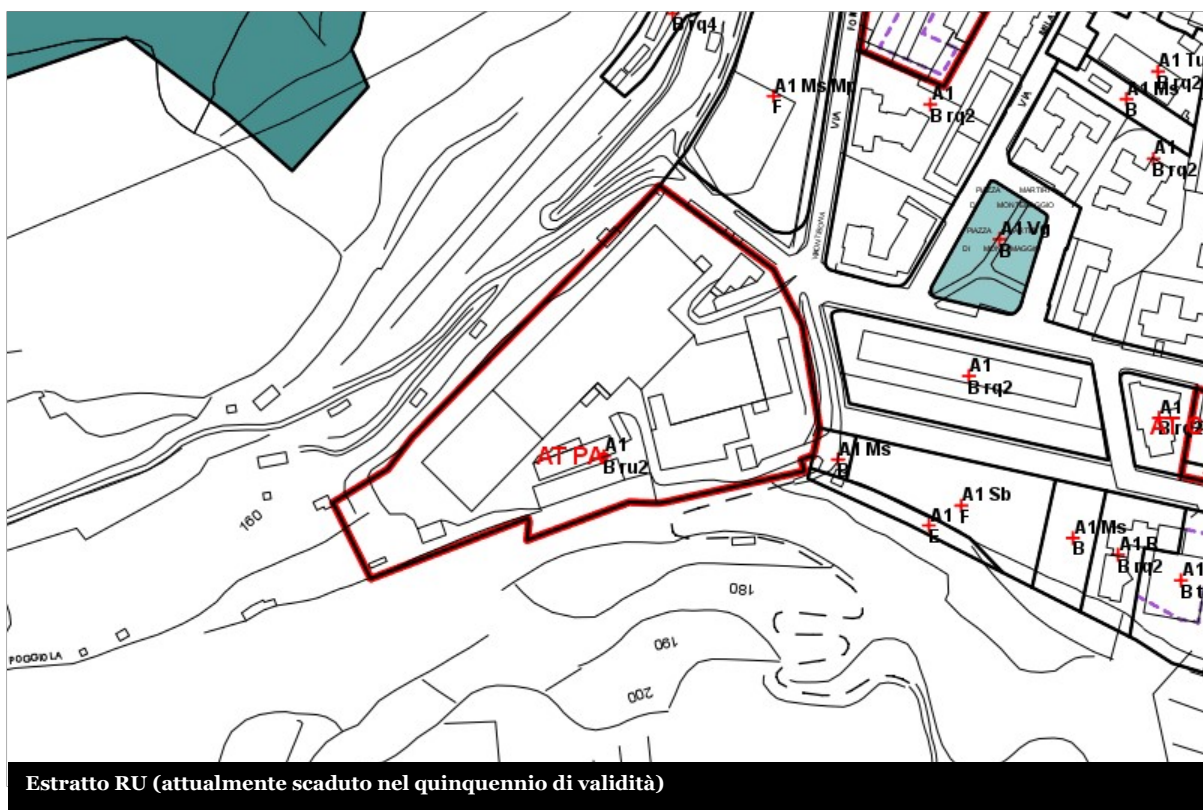 B rq4
FON
MILA
A1 Ms/Mp
F
A1
B rq2
A1 Tu
B rq2
A1 Ms
B
A1
B rq2
VIA
VIA
PIAZZA MARTIRI
DI MONTEMAGGIO
PIAZZA
DI
A1 Vg
B
A1
B rq2
A1
AT PA
A1
B ru2
A1 Ms
A1 Sb
F
A1 F
A1 Ms
B
A1
B rq2
A1
B t
160
180
190
200
POGGIOLA
Estratto RU (attualmente scaduto nel quinquennio di validità)